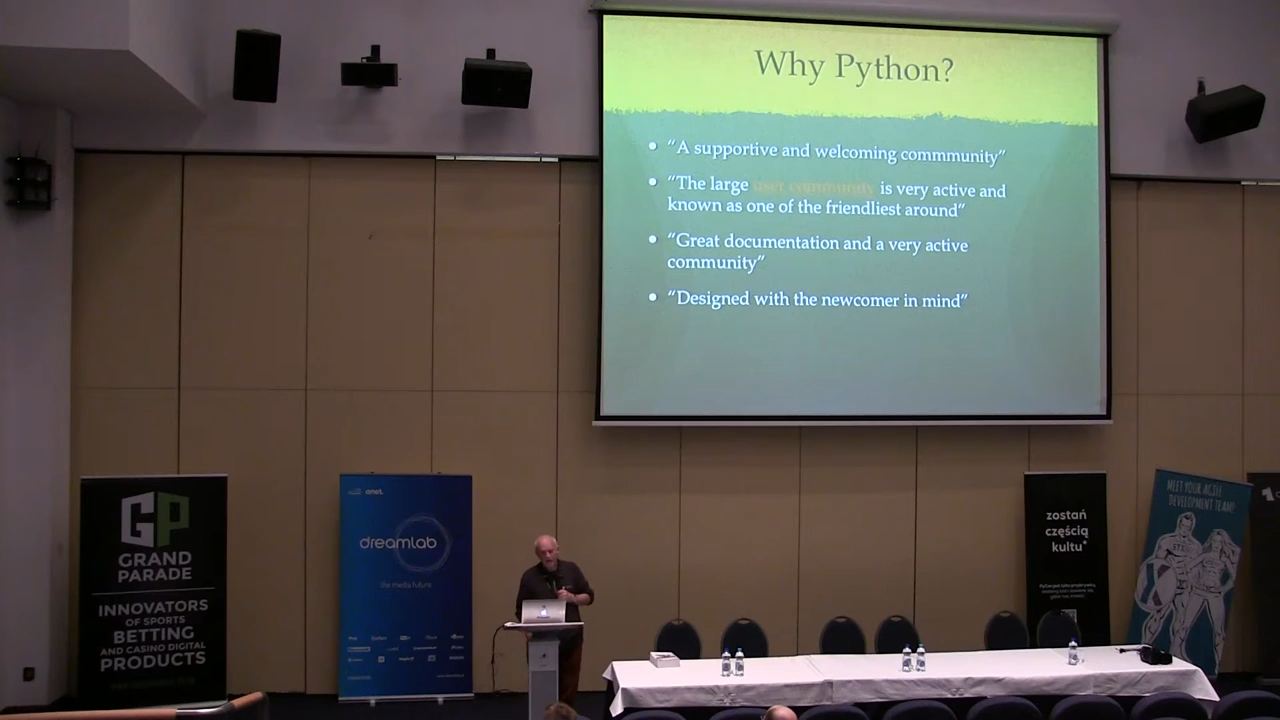 Why Python?
“A supportive and welcoming commmunity”
“The large user community is very active and
known as one of the friendliest around”
“Great documentation and a very active
community”
“Designed with the newcomer in mind”
GP
GRAND
PARADE
INNOVATORS
OF SPORTS
BETTING
AND CASINO DIGITAL
PRODUCTS
onet.
dreamlab
the media future
zostań
częścią
kultu*
MEET YOUR AGILE
DEVELOPMENT TEAM!